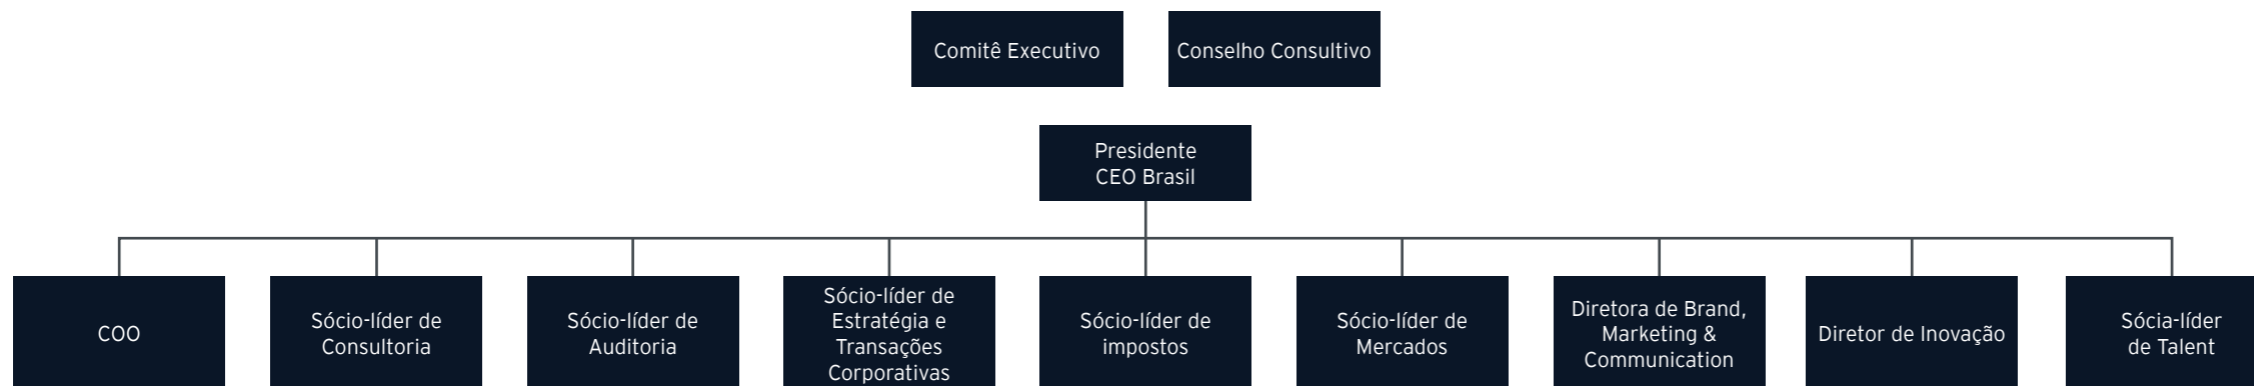 Comitê Executivo
Conselho Consultivo
Presidente
CEO Brasil
COO
Sócio-líder de
Consultoria
Sócio-líder de
Auditoria
Sócio-líder de
Estratégia e
Transações
Corporativas
Sócio-líder de
impostos
Sócio-líder de
Mercados
Diretora de Brand,
Marketing &
Communication
Diretor de Inovação
Sócia-líder
de Talent